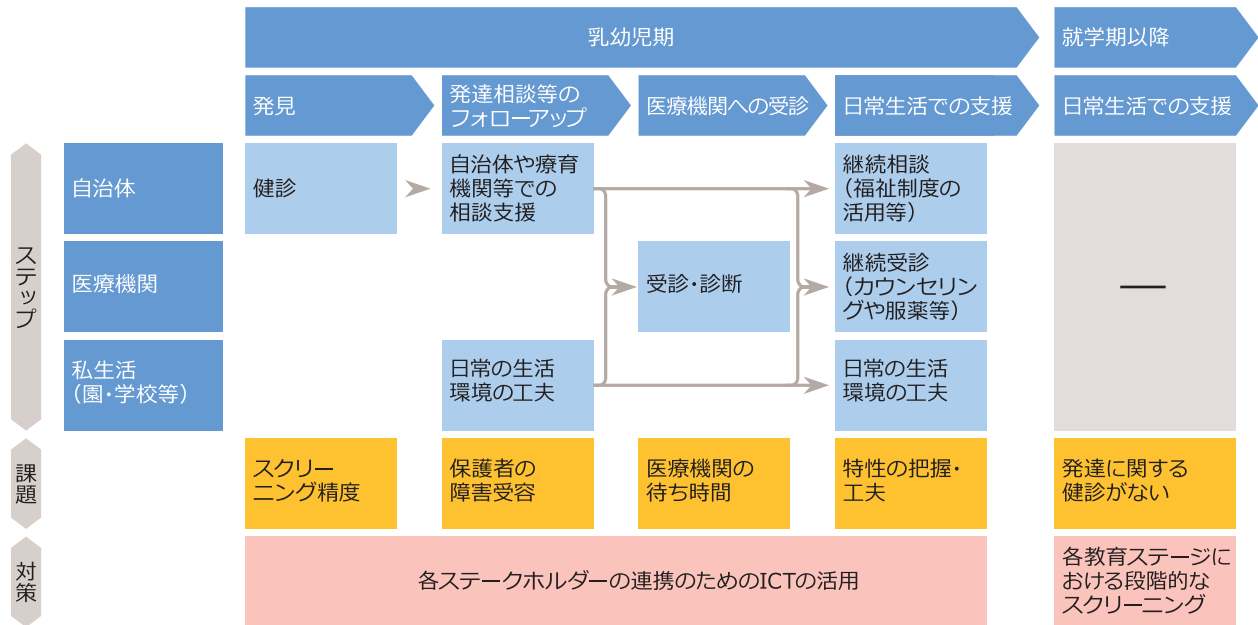 乳幼児期
就学期以降
発見
発達相談等の
フォローアップ
医療機関への受診
日常生活での支援
日常生活での支援
ステップ
自治体
健診
自治体や療育
機関等での
相談支援
継続相談
（福祉制度の
活用等）
医療機関
受診・診断
継続受診
（カウンセリン
グや服薬等）
―
私生活
（園・学校等）
日常の生活
環境の工夫
日常の生活
環境の工夫
課題
スクリー
ニング精度
保護者の
障害受容
医療機関の
待ち時間
特性の把握・
工夫
発達に関する
健診がない
対策
各ステークホルダーの連携のためのICTの活用
各教育ステージに
おける段階的な
スクリーニング